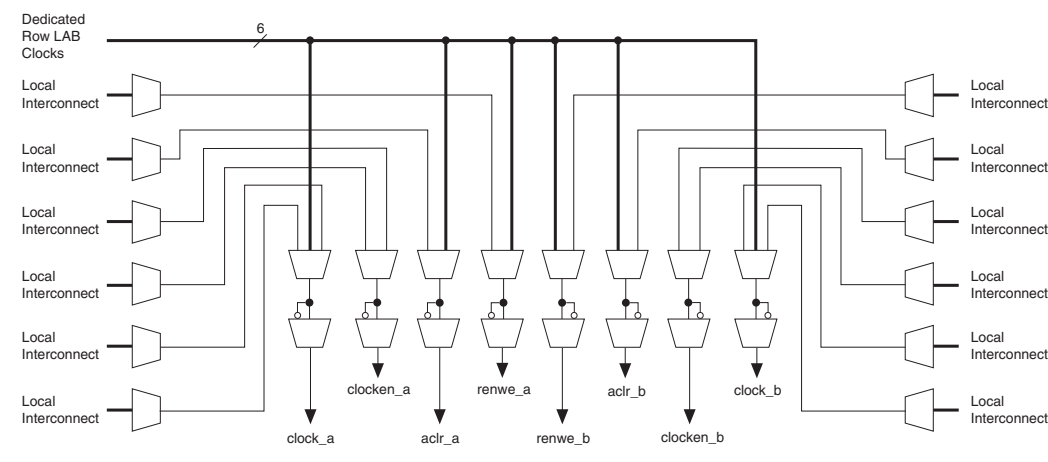 Dedicated
Row LAB
Clocks
6
Local
Interconnect
Local
Interconnect
Local
Interconnect
Local
Interconnect
Local
Interconnect
Local
Interconnect
Local
Interconnect
Local
Interconnect
Local
Interconnect
Local
Interconnect
Local
Interconnect
Local
Interconnect
clocken_a
renwe_a
aclr_b
clock_b
clock_a
aclr_a
renwe_b
clocken_b